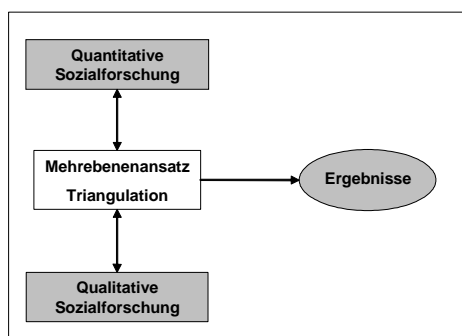 Quantitative
Sozialforschung
Mehrebenenansatz
Triangulation
Ergebnisse
Qualitative
Sozialforschung